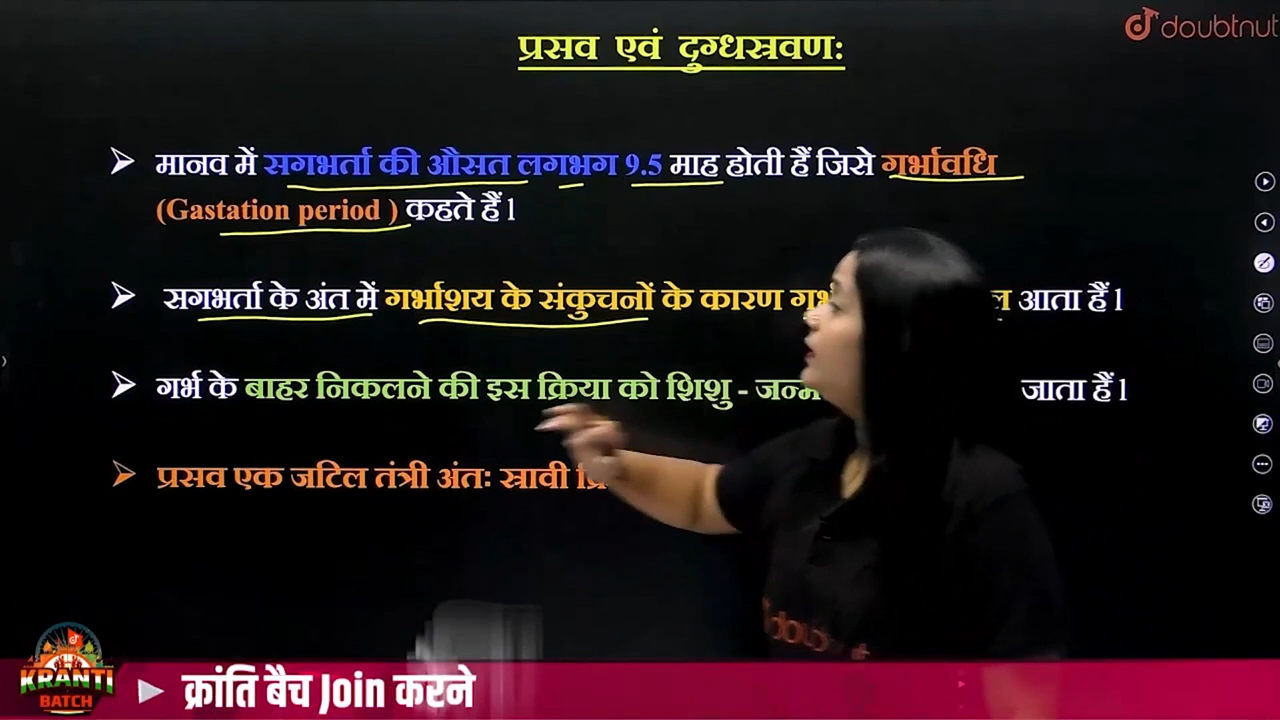 doubtnut
प्रसव एवं दुग्धस्रवणः
➤ मानव में सगभर्ता की औसत लगभग 9.5 माह होती हैं जिसे गर्भावधि
(Gastation period ) कहते हैं l
➤ सगभर्ता के अंत में गर्भाशय के संकुचनों के कारण आता हैं l
➤ गर्भ के बाहर निकलने की इस क्रिया को शिशु - जन्म जाता हैं l
➤ प्रसव एक जटिल तंत्री अंतः स्रावी
KRANTI
BATCH
क्रांति बैच Join करने